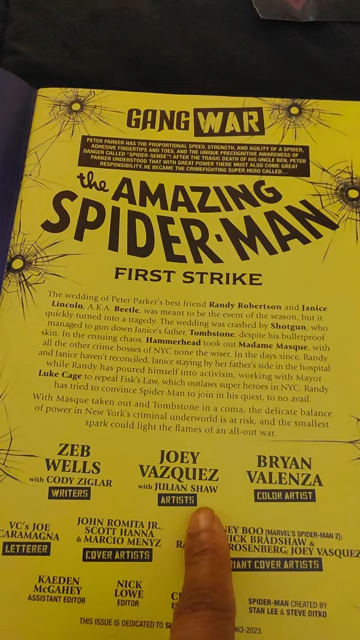 GANG WAR
PETER PARKER HAS THE PROPORTIONAL SPEED, STRENGTH, AND AGILITY OF A SPIDER,
ADHESIVE FINGERTIPS AND TOES, AND THE UNIQUE PRECOGNITIVE AWARENESS OF
DANGER CALLED "SPIDER-SENSE"! AFTER THE TRAGIC DEATH OF HIS UNCLE BEN, PETER
PARKER UNDERSTOOD THAT WITH GREAT POWER THERE MUST ALSO COME GREAT
RESPONSIBILITY. HE BECAME THE CRIMEFIGHTING SUPER HERO CALLED...
the AMAZING
SPIDER-MAN
FIRST STRIKE
The wedding of Peter Parker's best friend Randy Robertson and Janice
Lincoln, A.K.A. Beetle, was meant to be the event of the season, but it
quickly turned into a tragedy. The wedding was crashed by Shotgun, who
managed to gun down Janice's father, Tombstone, despite his bulletproof
skin. In the ensuing chaos, Hammerhead took out Madame Masque, with
all the other crime bosses of NYC none the wiser. In the days since, Randy
and Janice haven't reconciled, Janice staying by her father's side in the hospital
while Randy has poured himself into activism, working with Mayor
Luke Cage to repeal Fisk's Law, which outlaws super heroes in NYC. Randy
has tried to convince Spider-Man to join in his quest, to no avail.
With Masque taken out and Tombstone in a coma, the delicate balance
of power in New York's criminal underworld is at risk, and the smallest
spark could light the flames of an all-out war.
ZEB WELLS
with CODY ZIGLAR
WRITERS
JOEY VAZQUEZ
with JULIAN SHAW
ARTISTS
BRYAN VALENZA
COLOR ARTIST
VC's JOE CARAMAGNA
LETTERER
JOHN ROMITA JR.,
SCOTT HANNA
& MARCIO MENYZ
COVER ARTISTS
EY BOO [MARVEL'S SPIDER-MAN 2];
ICK BRADSHAW &
ROSENBERG, JOEY VASQUEZ
IANT COVER ARTISTS
KAEDEN McGAHEY
ASSISTANT EDITOR
NICK LOWE
EDITOR
SPIDER-MAN CREATED BY
STAN LEE & STEVE DITKO
THIS ISSUE IS DEDICATED TO
63-2023.